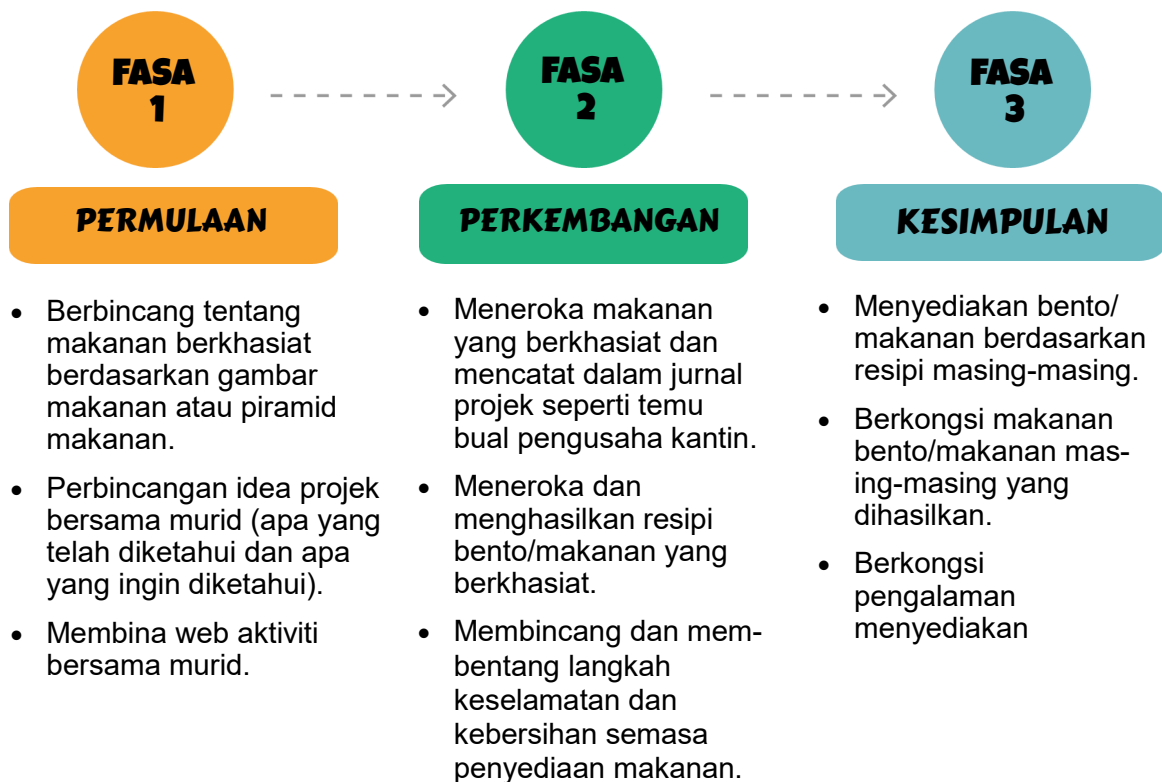 FASA
1
FASA
2
FASA
3
PERMULAAN
• Berbincang tentang
makanan berkhasiat
berdasarkan gambar
makanan atau piramid
makanan.
• Perbincangan idea projek
bersama murid (apa yang
telah diketahui dan apa
yang ingin diketahui).
• Membina web aktiviti
bersama murid.
PERKEMBANGAN
• Meneroka makanan
yang berkhasiat dan
mencatat dalam jurnal
projek seperti temu
bual pengusaha kantin.
• Meneroka dan
menghasilkan resipi
bento/makanan yang
berkhasiat.
• Membincang dan mem-
bentang langkah
keselamatan dan
kebersihan semasa
penyediaan makanan.
KESIMPULAN
• Menyediakan bento/
makanan berdasarkan
resipi masing-masing.
• Berkongsi makanan
bento/makanan mas-
ing-masing yang
dihasilkan.
• Berkongsi
pengalaman
menyediakan